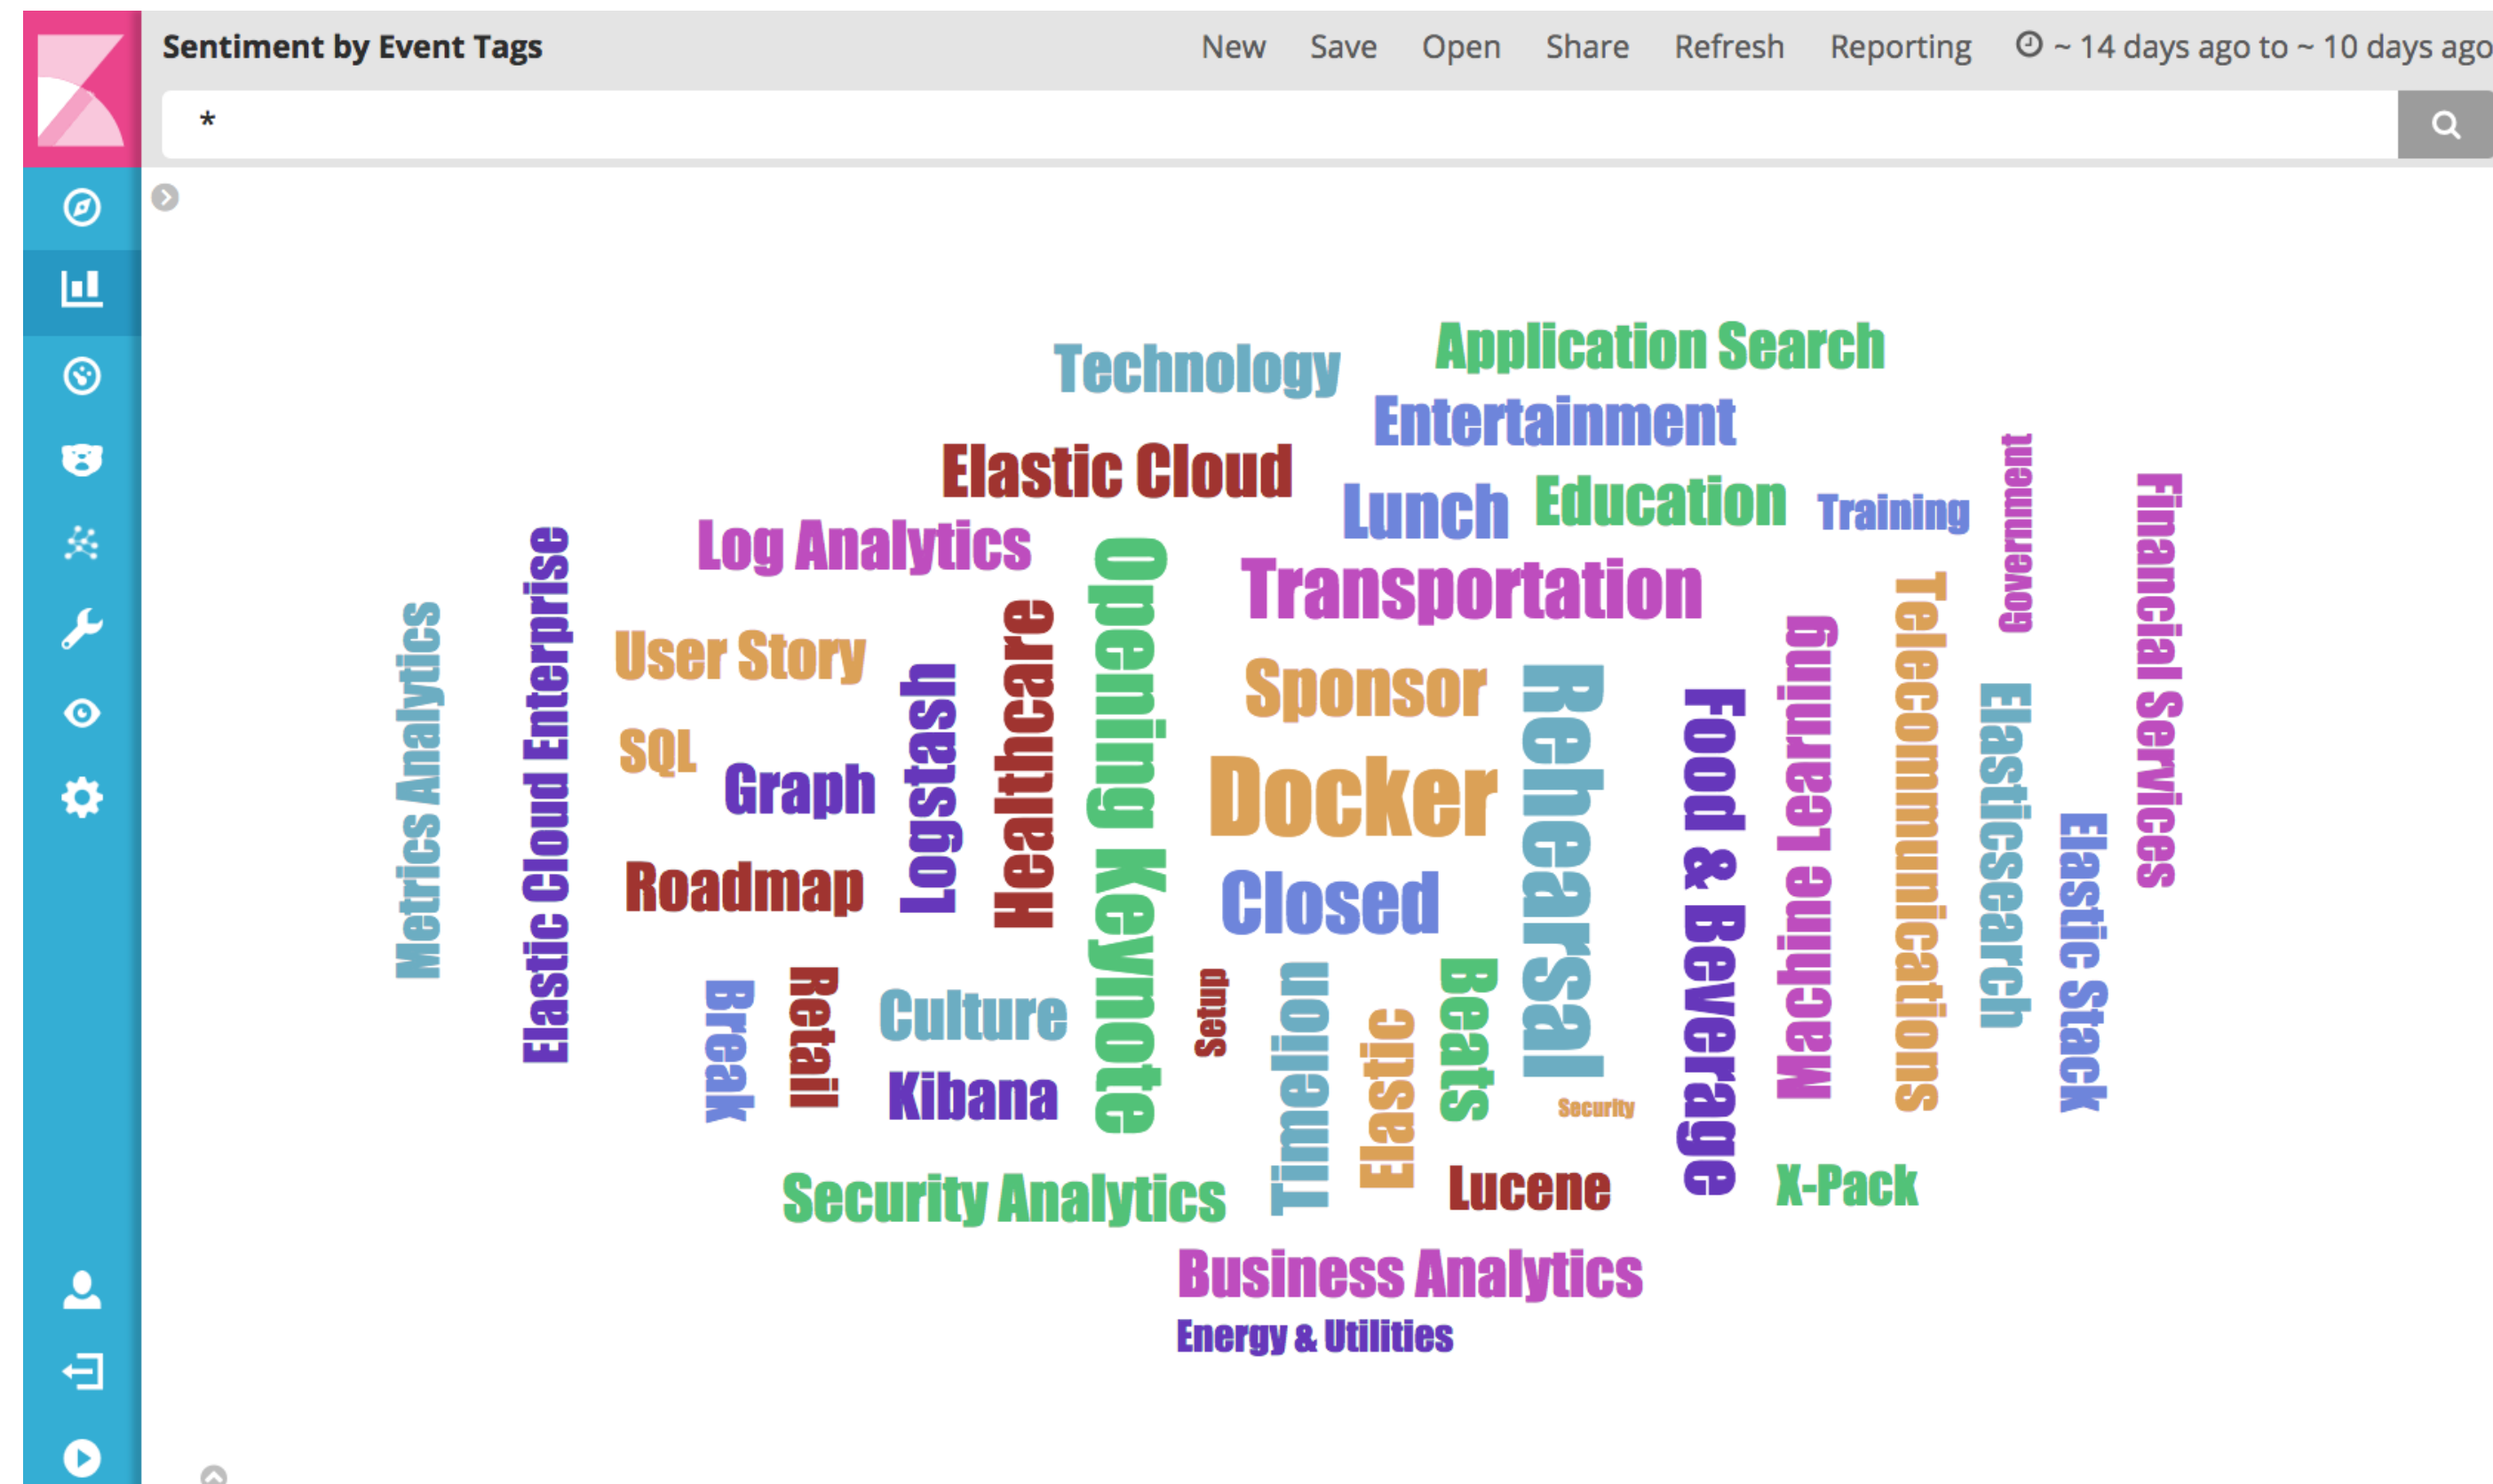 Sentiment by Event Tags
New Save Open Share Refresh Reporting ~ 14 days ago to ~ 10 days ago
*
Technology
Application Search
Entertainment
Elastic Cloud
Lunch
Education
Training
Government
Financial Services
Log Analytics
Opening Keynote
Transportation
Metrics Analytics
Elastic Cloud Enterprise
User Story
Logstash
Healthcare
Sponsor
Rehearsal
Food & Beverage
Machine Learning
Telecommunications
Elasticsearch
Elastic Stack
SQL
Graph
Docker
Roadmap
Closed
Break
Retail
Culture
Kibana
Setup
Timelion
Elastic
Beats
Security
Security Analytics
Lucene
X-Pack
Business Analytics
Energy & Utilities